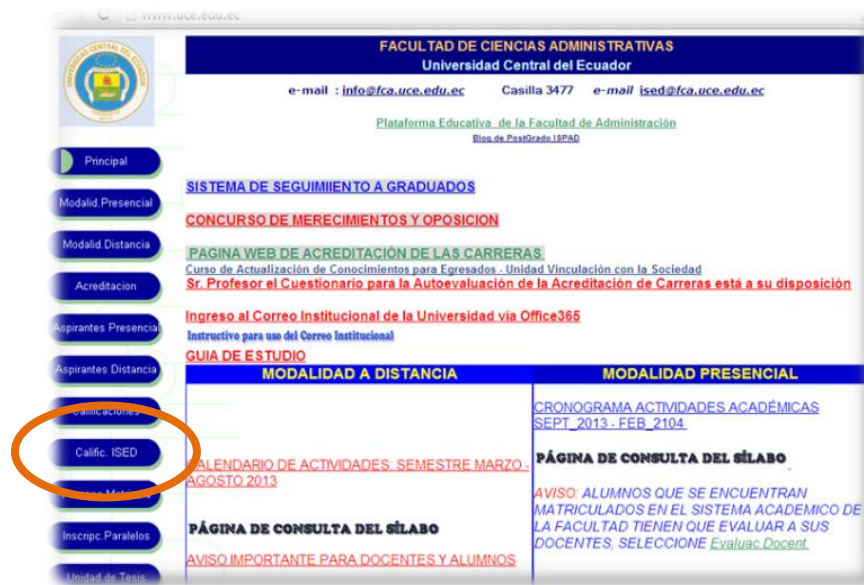 www.uce.edu.ec
FACULTAD DE CIENCIAS ADMINISTRATIVAS
Universidad Central del Ecuador
e-mail : info@fca.uce.edu.ec Casilla 3477 e-mail ised@fca.uce.edu.ec
Plataforma Educativa de la Facultad de Administración
Blog de PostGrado ISPAD
Principal
Modalid.Presencial
Modalid.Distancia
Acreditacion
Aspirantes Presencial
Aspirantes Distancia
Calificaciones
Calific. ISED
Inscripc.Paralelos
Unidad de Tesis
SISTEMA DE SEGUIMIIENTO A GRADUADOS
CONCURSO DE MERECIMIENTOS Y OPOSICION
PAGINA WEB DE ACREDITACIÓN DE LAS CARRERAS
Curso de Actualización de Conocimientos para Egresados - Unidad Vinculación con la Sociedad
Sr. Profesor el Cuestionario para la Autoevaluación de la Acreditación de Carreras está a su disposición
Ingreso al Correo Institucional de la Universidad vía Office365
Instructivo para uso del Correo Institucional
GUIA DE ESTUDIO
MODALIDAD A DISTANCIA
CALENDARIO DE ACTIVIDADES SEMESTRE MARZO -
AGOSTO 2013
PÁGINA DE CONSULTA DEL SÍLABO
AVISO IMPORTANTE PARA DOCENTES Y ALUMNOS
MODALIDAD PRESENCIAL
CRONOGRAMA ACTIVIDADES ACADÉMICAS
SEPT_2013 - FEB_2104
PÁGINA DE CONSULTA DEL SÍLABO
AVISO: ALUMNOS QUE SE ENCUENTRAN
MATRICULADOS EN EL SISTEMA ACADEMICO DE
LA FACULTAD TIENEN QUE EVALUAR A SUS
DOCENTES, SELECCIONE Evaluac.Docent.